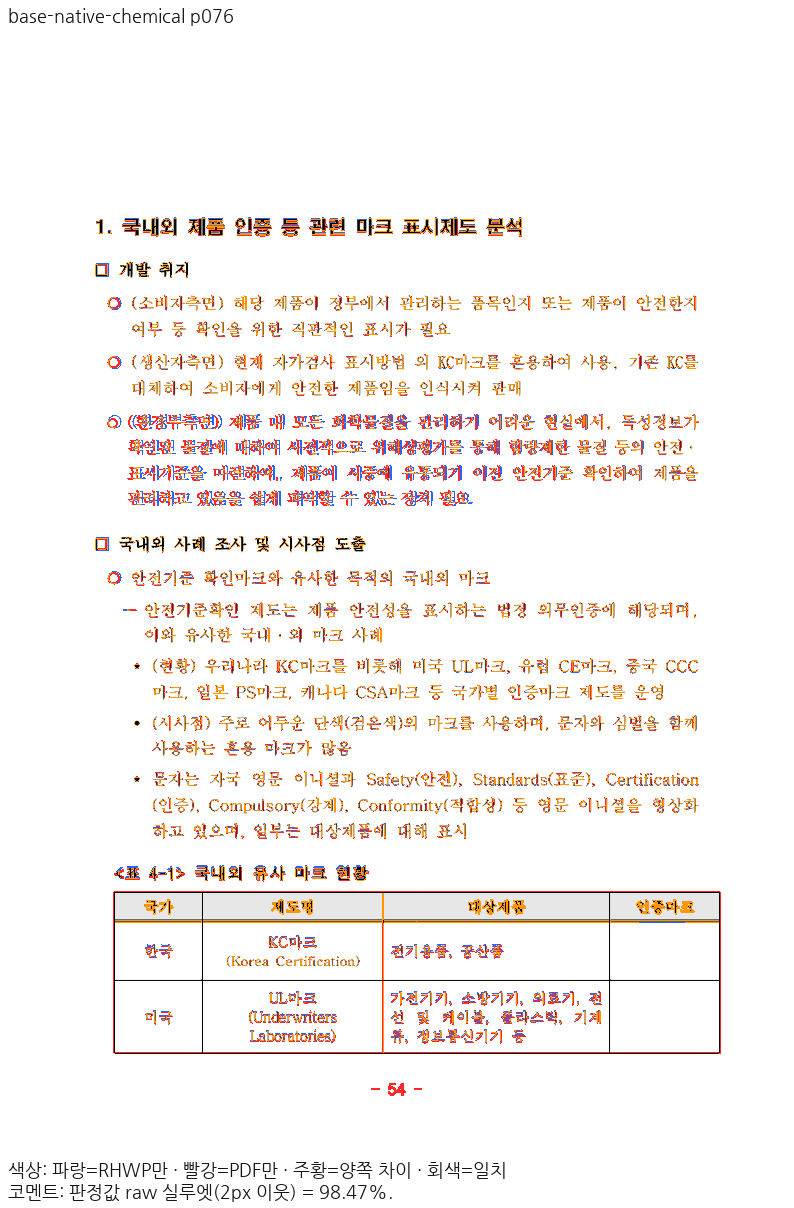 base-native-chemical p076
1. 국내외 제품 인증 등 관련 마크 표시제도 분석
□ 개발 취지
○ (소비자측면) 해당 제품이 정부에서 관리하는 품목인지 또는 제품이 안전한지
여부 등 확인을 위한 직관적인 표시가 필요
○ (생산자측면) 현재 자가검사 표시방법 외 KC마크를 혼용하여 사용, 기존 KC를
대체하여 소비자에게 안전한 제품임을 인식시켜 판매
○ (환경부측면) 제품 내 모든 화학물질을 관리하기 어려운 현실에서, 독성정보가
확인된 물질에 대하여 사전적으로 위해성평가를 통해 함량제한 물질 등의 안전·
표시기준을 마련하여, 제품에 시중에 유통되기 이전 안전기준 확인하여 제품을
관리하고 있음을 쉽게 파악할 수 있는 정책 필요
□ 국내외 사례 조사 및 시사점 도출
○ 안전기준 확인마크와 유사한 목적의 국내외 마크
─ 안전기준확인 제도는 제품 안전성을 표시하는 법정 의무인증에 해당되며,
이와 유사한 국내·외 마크 사례
• (현황) 우리나라 KC마크를 비롯해 미국 UL마크, 유럽 CE마크, 중국 CCC
마크, 일본 PS마크, 캐나다 CSA마크 등 국가별 인증마크 제도를 운영
• (시사점) 주로 어두운 단색(검은색)의 마크를 사용하며, 문자와 심벌을 함께
사용하는 혼용 마크가 많음
• 문자는 자국 영문 이니셜과 Safety(안전), Standards(표준), Certification
(인증), Compulsory(강제), Conformity(적합성) 등 영문 이니셜을 형상화
하고 있으며, 일부는 대상제품에 대해 표시
<표 4-1> 국내외 유사 마크 현황
국가 제도명 대상제품 인증마크
한국 KC마크 (Korea Certification) 전기용품, 공산품
미국 UL마크 (Underwriters Laboratories) 가전기기, 소방기기, 의료기, 전
선 및 케이블, 플라스틱, 기계
류, 정보통신기기 등
- 54 -
색상: 파랑=RHWP만 · 빨강=PDF만 · 주황=양쪽 차이 · 회색=일치
코멘트: 판정값 raw 실루엣(2px 이웃) = 98.47%.